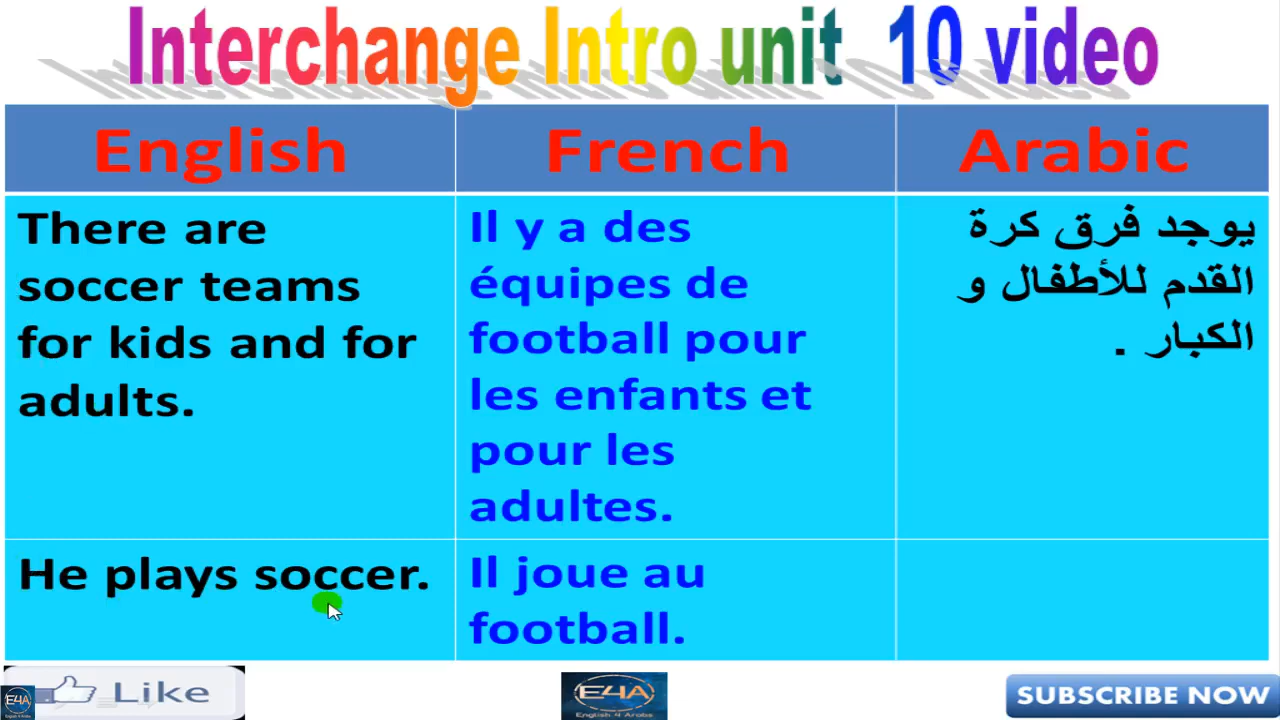 Interchange Intro unit 10 video
English
French
Arabic
There are
soccer teams
for kids and for
adults.
Il y a des
équipes de
football pour
les enfants et
pour les
adultes.
يوجد فرق كرة
القدم للأطفال و
الكبار .
He plays soccer.
Il joue au
football.
Like
E4A
E4A
English 4 Arabs
SUBSCRIBE NOW